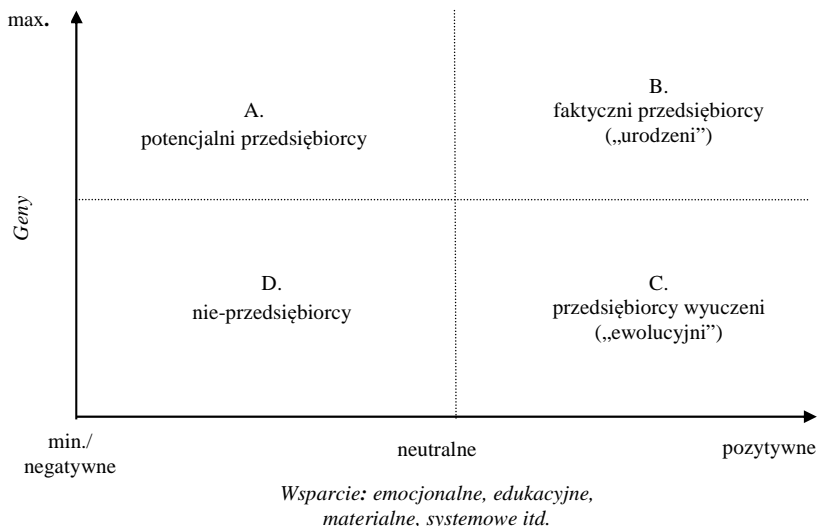 max.
A.
potencjalni przedsiębiorcy
B.
faktyczni przedsiębiorcy
(„urodzeni”)
Geny
D.
nie-przedsiębiorcy
C.
przedsiębiorcy wyuczeni
(„ewolucyjni”)
min./
negatywne
neutralne
pozytywne
Wsparcie: emocjonalne, edukacyjne,
materialne, systemowe itd.